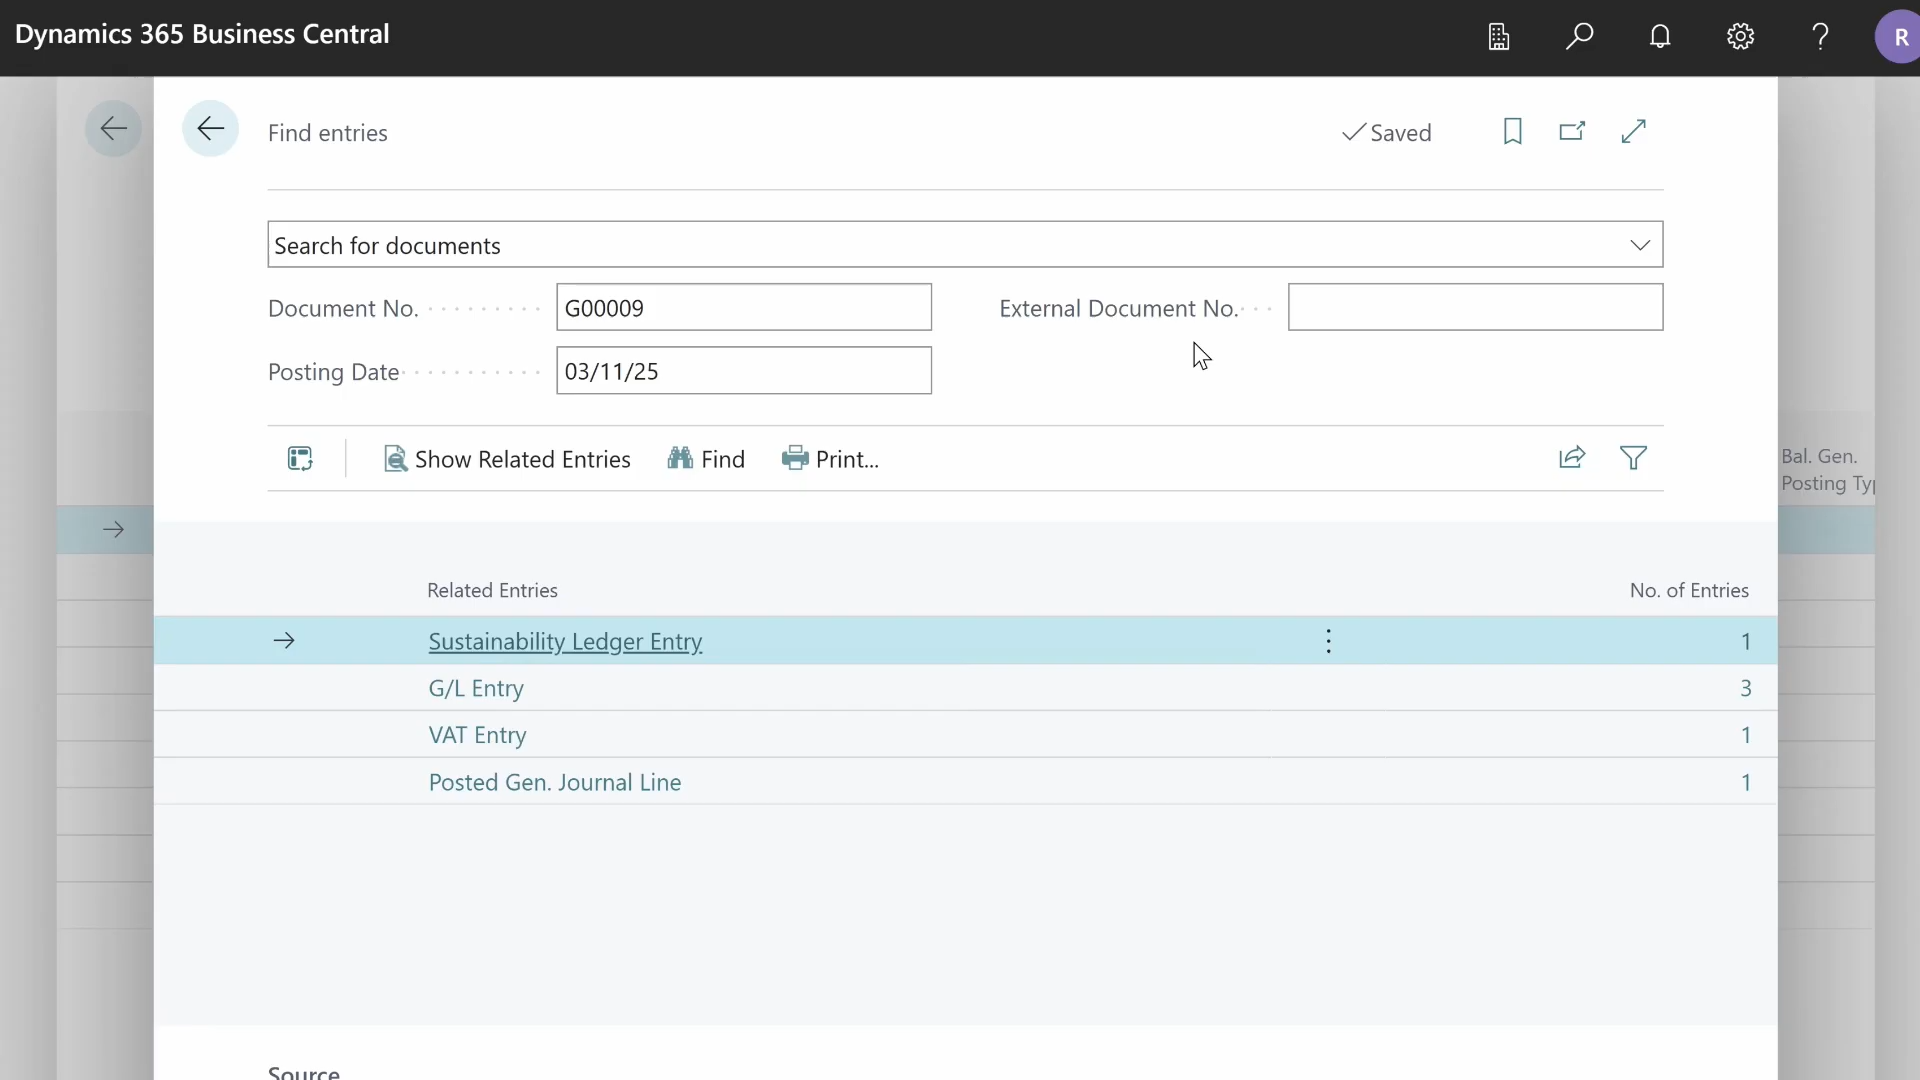 Dynamics 365 Business Central
R
Find entries
Saved
Search for documents
Document No.
G00009
External Document No.
Posting Date
03/11/25
Show Related Entries
Find
Print...
Bal. Gen.
Posting Typ
Related Entries
No. of Entries
Sustainability Ledger Entry
1
G/L Entry
3
VAT Entry
1
Posted Gen. Journal Line
1
Source